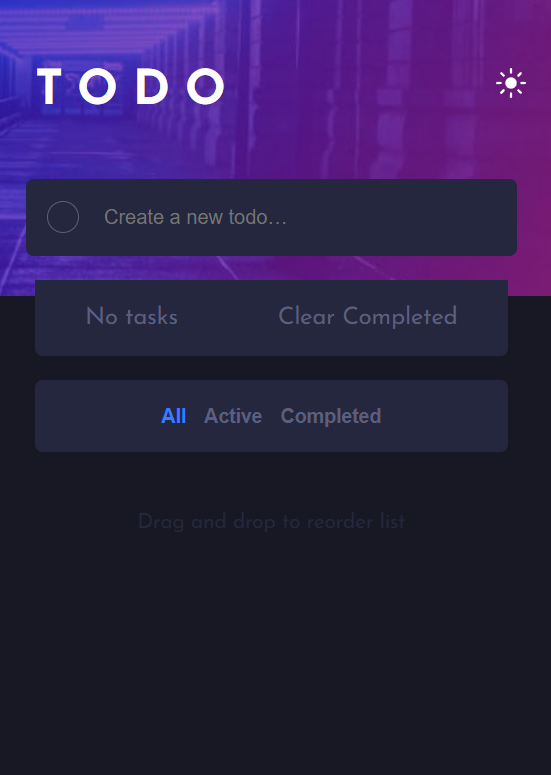 TODO
Create a new todo…
No tasks Clear Completed
All Active Completed
Drag and drop to reorder list